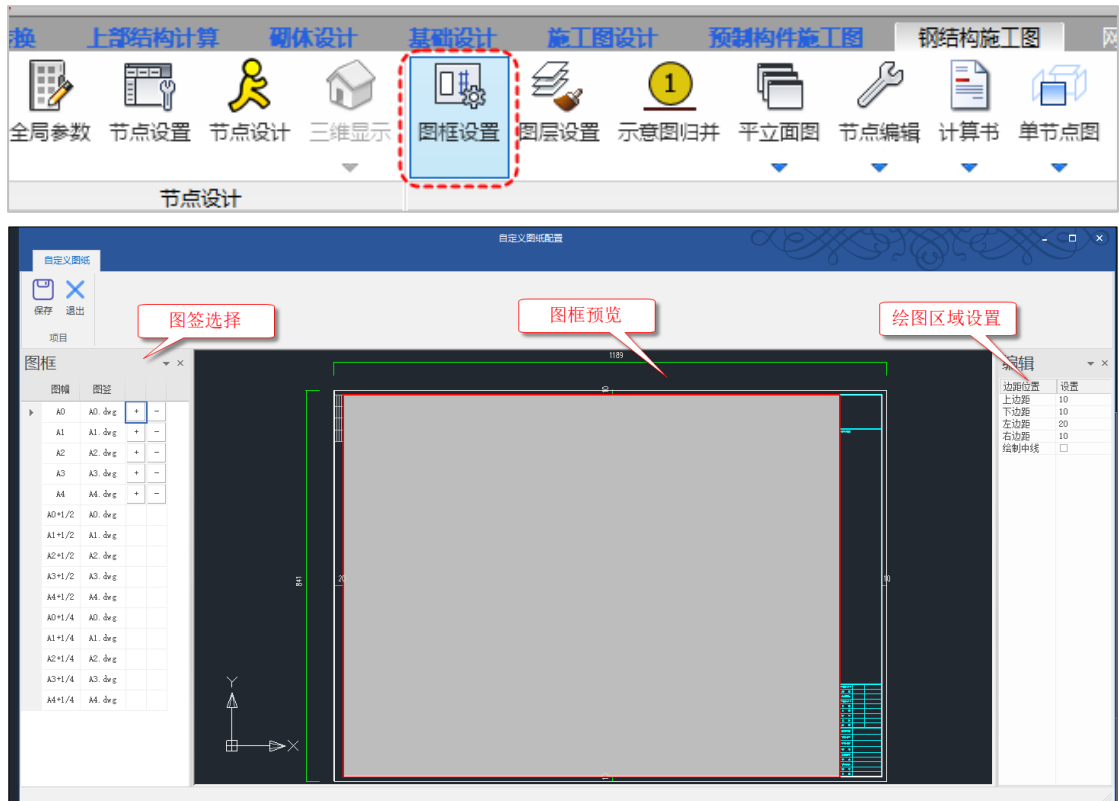 换 上部结构计算 砌体设计 基础设计 施工图设计 预制构件施工图 钢结构施工图 网
全局参数 节点设置 节点设计 三维显示 图框设置 图层设置 示意图归并 平立面图 节点编辑 计算书 单节点图
1
节点设计
自定义图纸配置
自定义图纸
保存 退出
项目
图签选择
图框预览
绘图区域设置
图框
图幅 图签
A0 A0.dwg + -
A1 A1.dwg + -
A2 A2.dwg + -
A3 A3.dwg + -
A4 A4.dwg + -
A0+1/2 A0.dwg
A1+1/2 A1.dwg
A2+1/2 A2.dwg
A3+1/2 A3.dwg
A4+1/2 A4.dwg
A0+1/4 A0.dwg
A1+1/4 A1.dwg
A2+1/4 A2.dwg
A3+1/4 A3.dwg
A4+1/4 A4.dwg
1189
10
841
20
10
Y
X
编辑
边距位置 设置
上边距 10
下边距 10
左边距 20
右边距 10
绘制中线